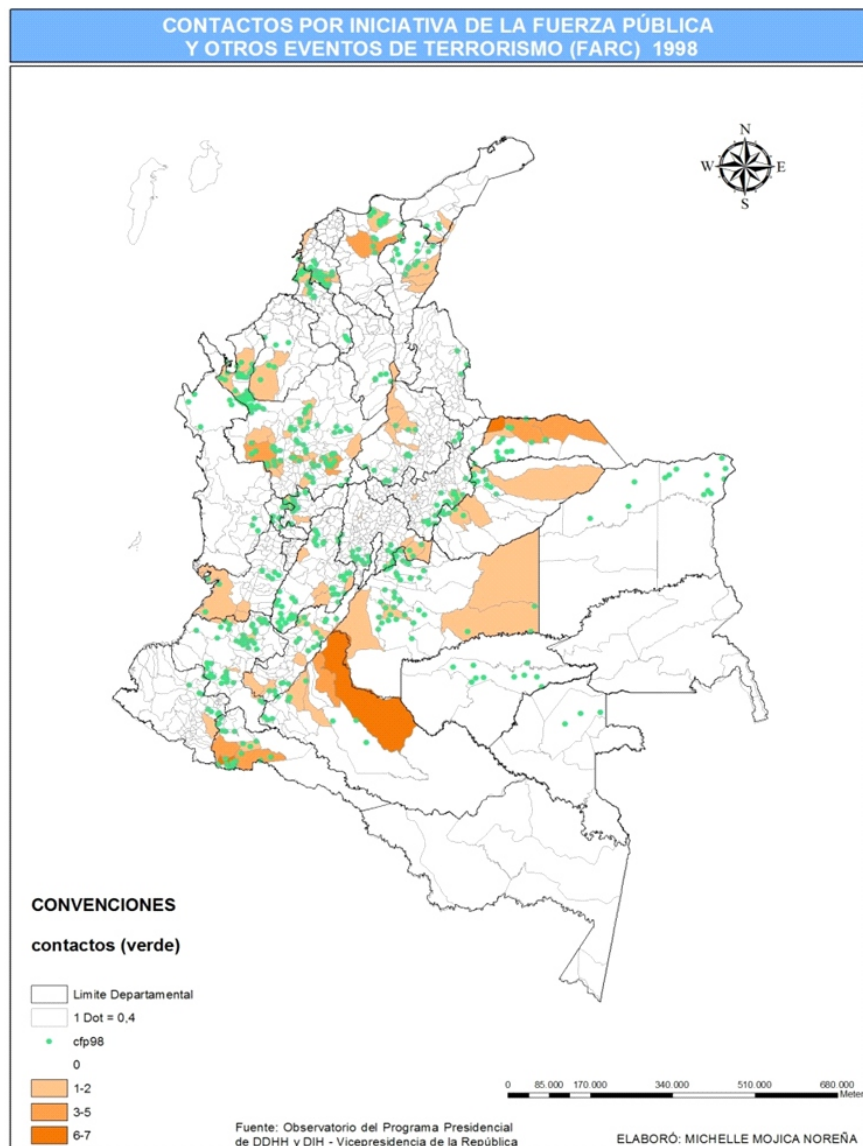 CONTACTOS POR INICIATIVA DE LA FUERZA PÚBLICA
Y OTROS EVENTOS DE TERRORISMO (FARC) 1998
N
W E
S
CONVENCIONES
contactos (verde)
Limite Departamental
1 Dot = 0,4
cfp98
0
1-2
3-5
6-7
0 85.000 170.000 340.000 510.000 680.000
Meter
Fuente: Observatorio del Programa Presidencial
de DDHH y DIH - Vicepresidencia de la República
ELABORÓ: MICHELLE MOJICA NOREÑA